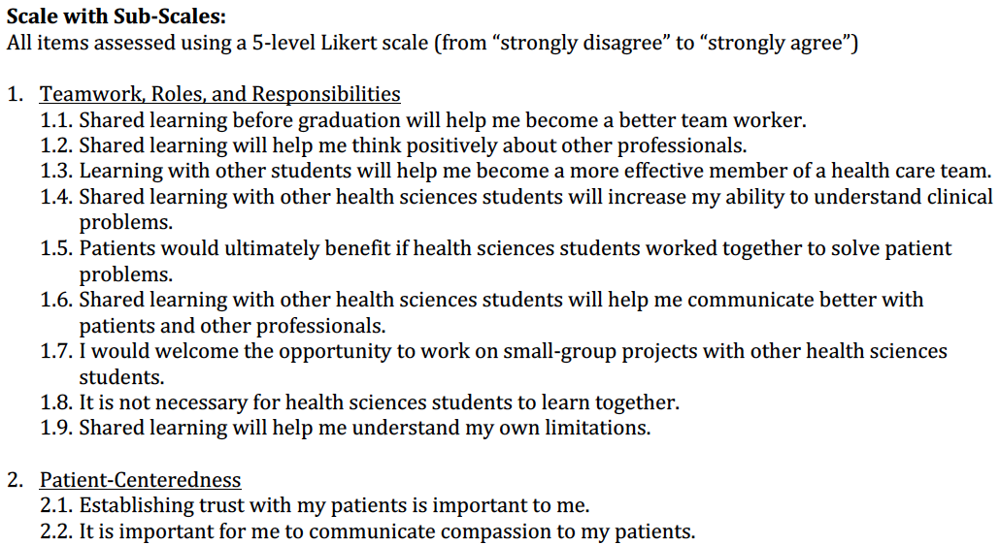 Scale with Sub-Scales:
All items assessed using a 5-level Likert scale (from “strongly disagree” to “strongly agree”)
1. Teamwork, Roles, and Responsibilities
1.1. Shared learning before graduation will help me become a better team worker.
1.2. Shared learning will help me think positively about other professionals.
1.3. Learning with other students will help me become a more effective member of a health care team.
1.4. Shared learning with other health sciences students will increase my ability to understand clinical
problems.
1.5. Patients would ultimately benefit if health sciences students worked together to solve patient
problems.
1.6. Shared learning with other health sciences students will help me communicate better with
patients and other professionals.
1.7. I would welcome the opportunity to work on small-group projects with other health sciences
students.
1.8. It is not necessary for health sciences students to learn together.
1.9. Shared learning will help me understand my own limitations.
2. Patient-Centeredness
2.1. Establishing trust with my patients is important to me.
2.2. It is important for me to communicate compassion to my patients.